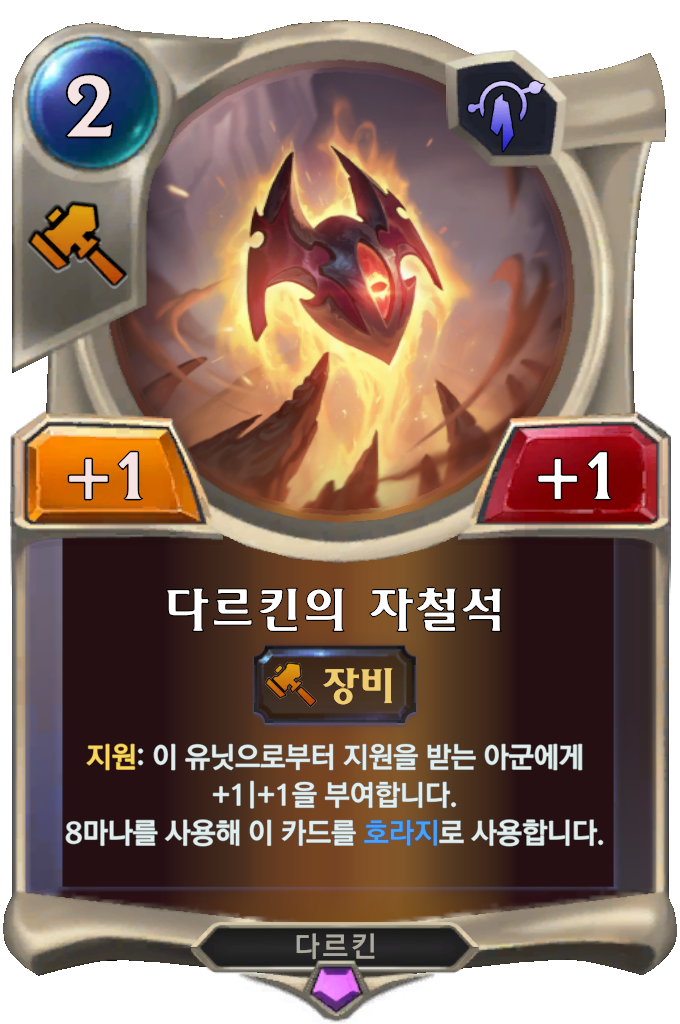 2
+1
+1
다르킨의 자철석
장비
지원: 이 유닛으로부터 지원을 받는 아군에게
+1|+1을 부여합니다.
8마나를 사용해 이 카드를 호라지로 사용합니다.
다르킨